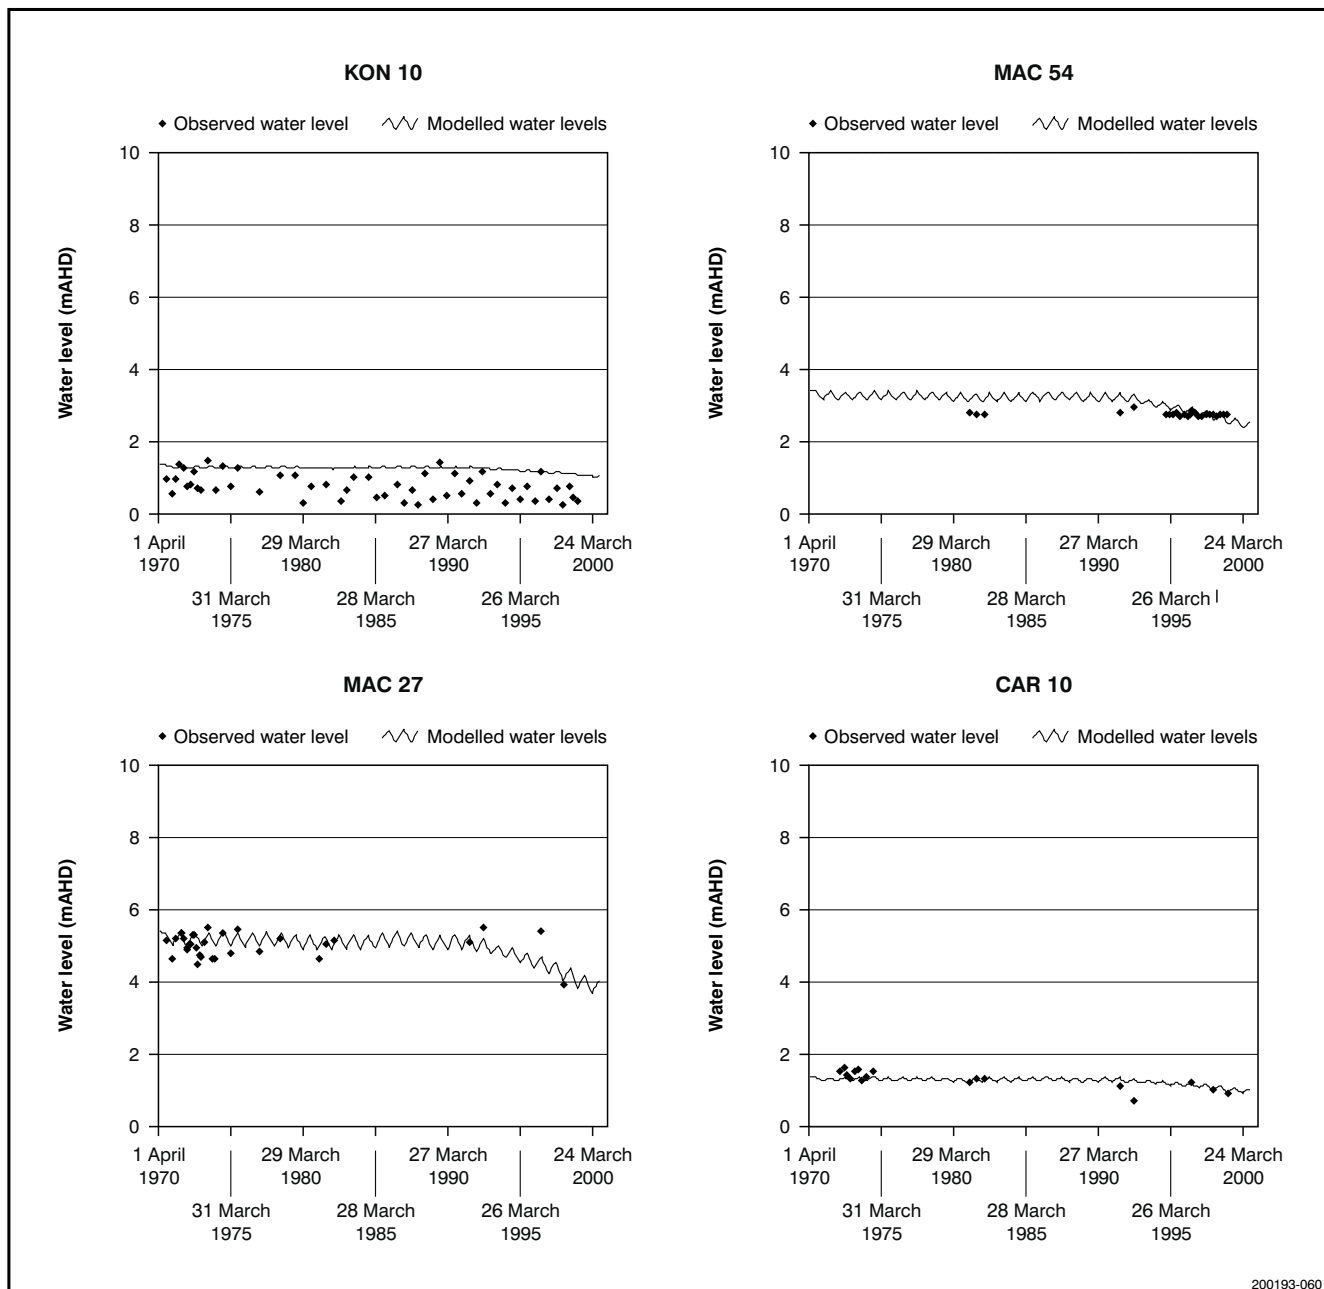 KON 10
Observed water level Modelled water levels
Water level (mAHD)
10
8
6
4
2
0
1 April 29 March 27 March 24 March
1970 1980 1990 2000
31 March 28 March 26 March
1975 1985 1995
MAC 54
Observed water level Modelled water levels
Water level (mAHD)
10
8
6
4
2
0
1 April 29 March 27 March 24 March
1970 1980 1990 2000
31 March 28 March 26 March
1975 1985 1995
MAC 27
Observed water level Modelled water levels
Water level (mAHD)
10
8
6
4
2
0
1 April 29 March 27 March 24 March
1970 1980 1990 2000
31 March 28 March 26 March
1975 1985 1995
CAR 10
Observed water level Modelled water levels
Water level (mAHD)
10
8
6
4
2
0
1 April 29 March 27 March 24 March
1970 1980 1990 2000
31 March 28 March 26 March
1975 1985 1995
200193-060